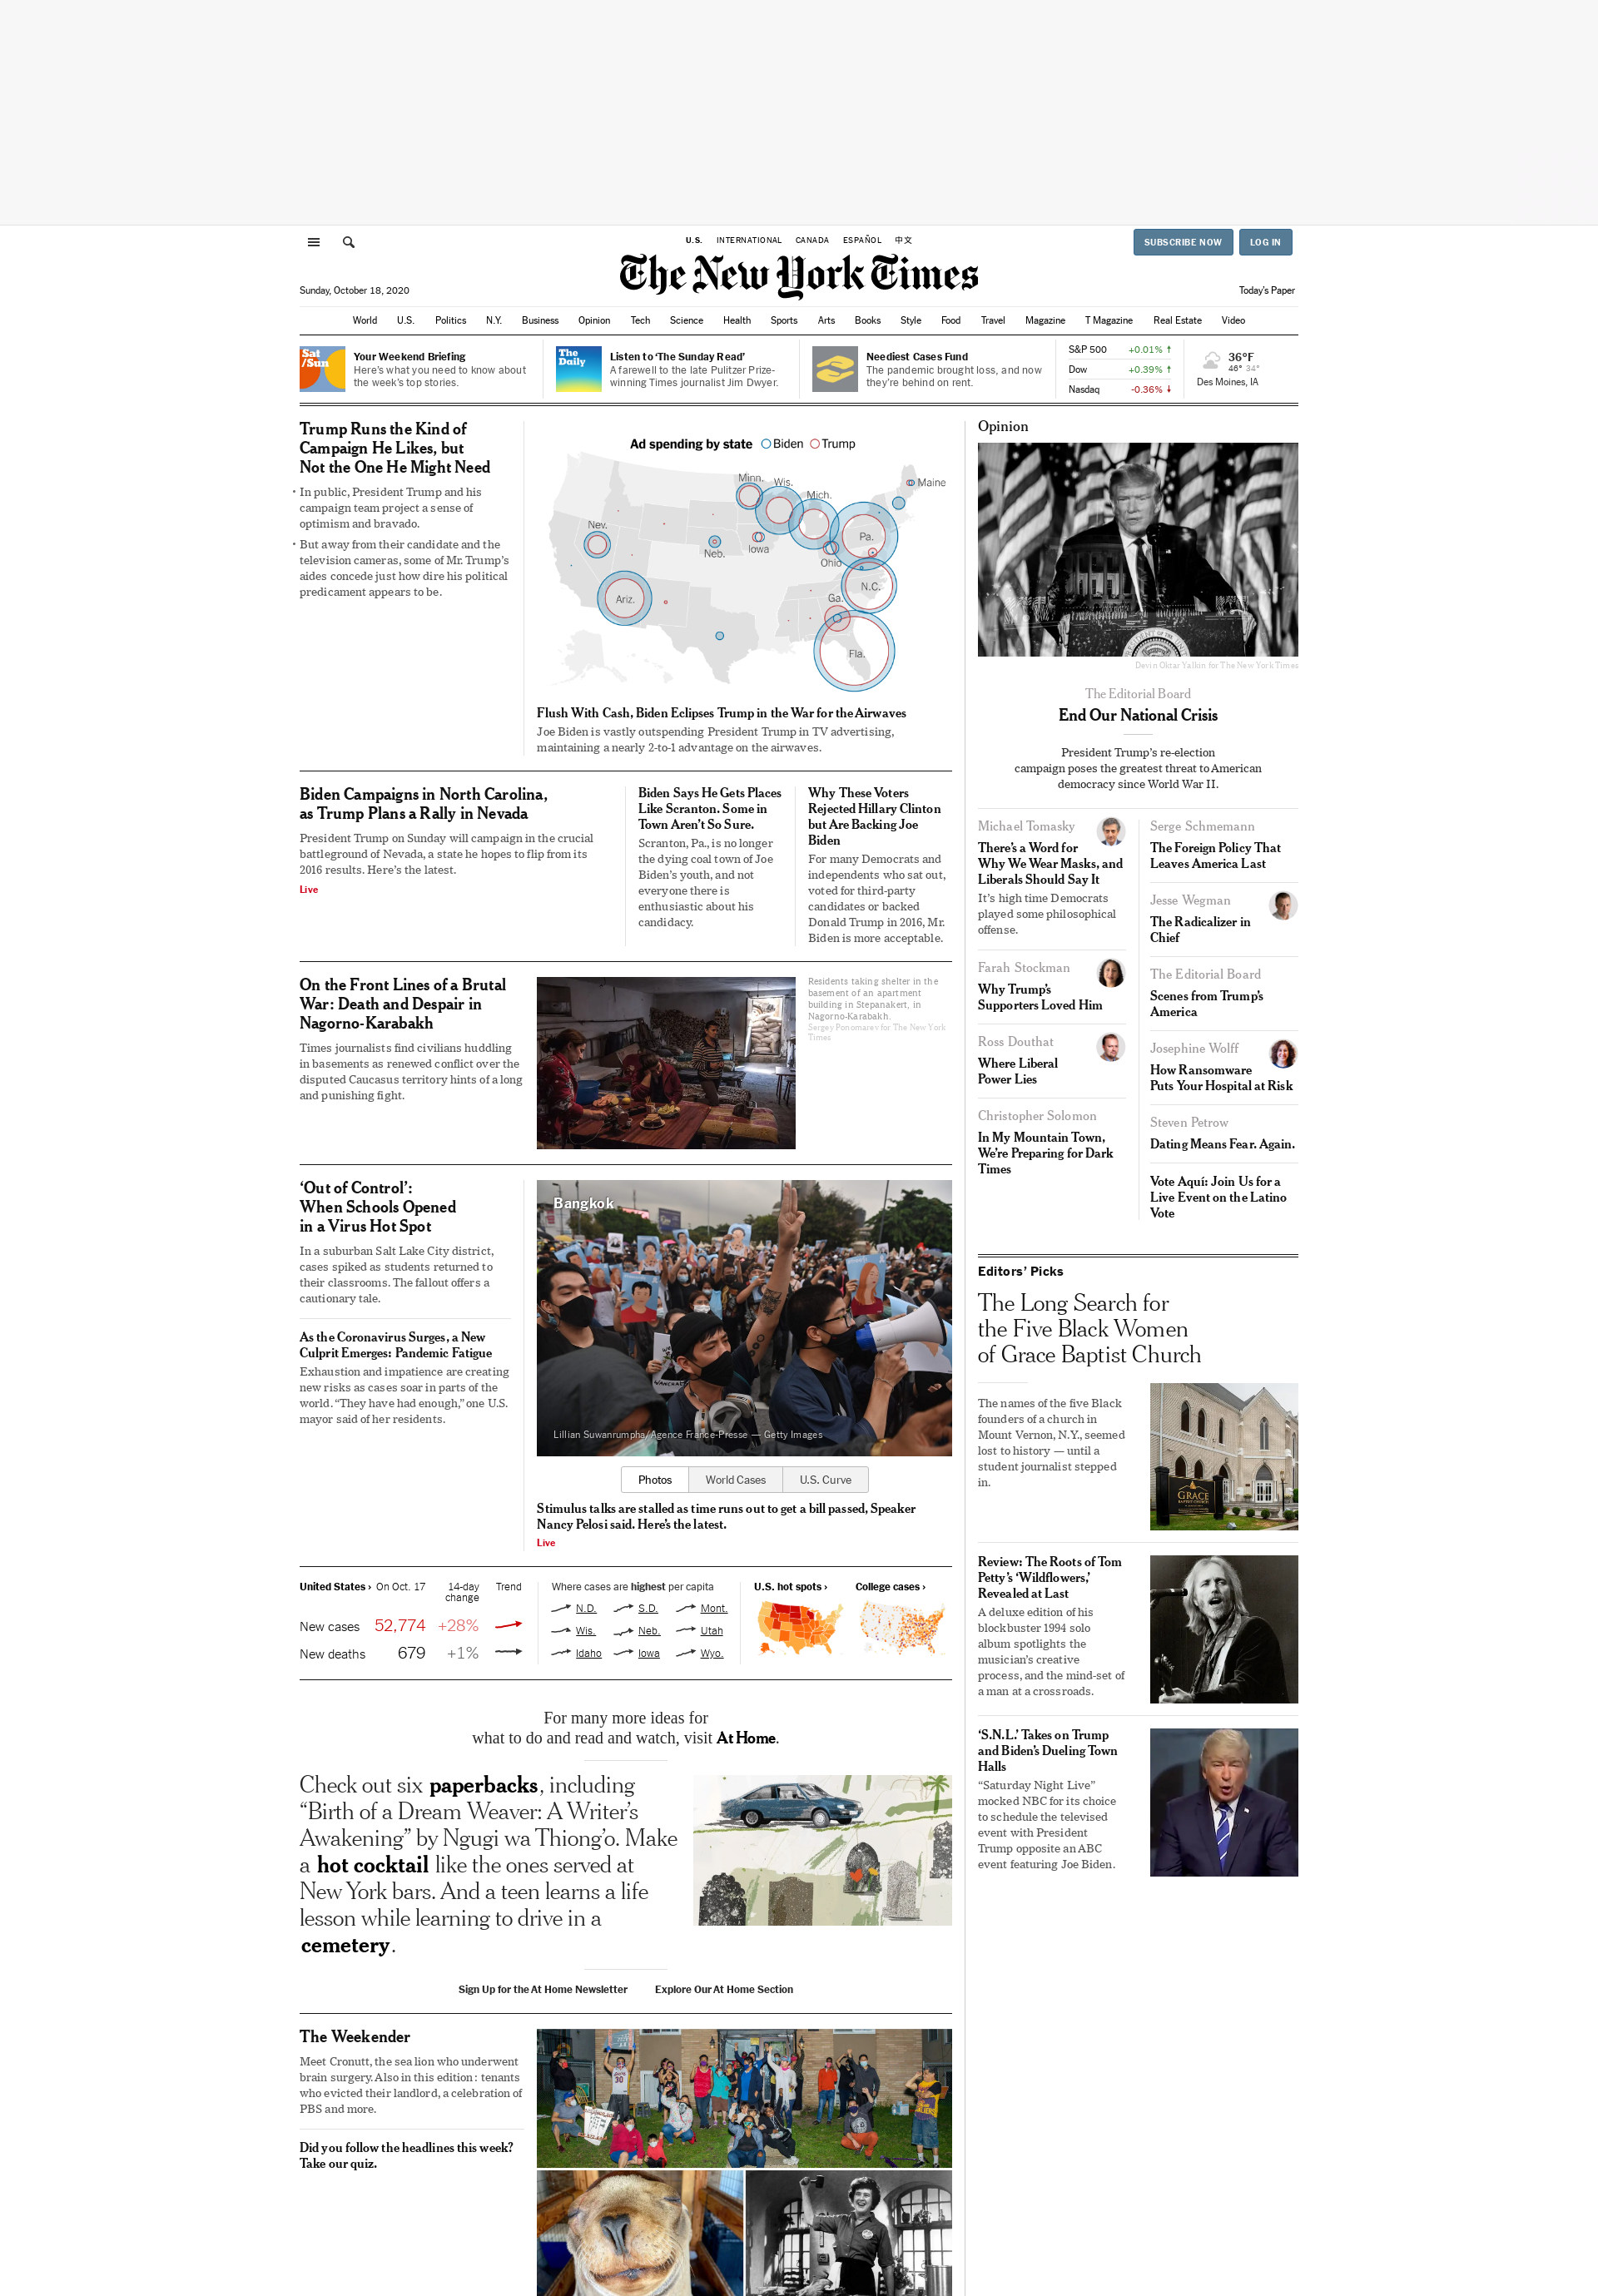 U.S. INTERNATIONAL CANADA ESPAÑOL 中文
SUBSCRIBE NOW
LOG IN
The New York Times
Sunday, October 18, 2020
Today's Paper
World U.S. Politics N.Y. Business Opinion Tech Science Health Sports Arts Books Style Food Travel Magazine T Magazine Real Estate Video
Sat
/Sun
Your Weekend Briefing
Here's what you need to know about
the week's top stories.
The
Daily
Listen to 'The Sunday Read'
A farewell to the late Pulitzer Prize-
winning Times journalist Jim Dwyer.
Neediest Cases Fund
The pandemic brought loss, and now
they're behind on rent.
S&P 500 +0.01%
Dow +0.39%
Nasdaq -0.36%
36°F
46° 34°
Des Moines, IA
Trump Runs the Kind of
Campaign He Likes, but
Not the One He Might Need
• In public, President Trump and his
campaign team project a sense of
optimism and bravado.
• But away from their candidate and the
television cameras, some of Mr. Trump's
aides concede just how dire his political
predicament appears to be.
Ad spending by state Biden Trump
Minn.
Wis.
Mich.
Maine
Nev.
Neb.
Iowa
Ohio
Pa.
Ariz.
N.C.
Ga.
Fla.
Flush With Cash, Biden Eclipses Trump in the War for the Airwaves
Joe Biden is vastly outspending President Trump in TV advertising,
maintaining a nearly 2-to-1 advantage on the airwaves.
Biden Campaigns in North Carolina,
as Trump Plans a Rally in Nevada
President Trump on Sunday will campaign in the crucial
battleground of Nevada, a state he hopes to flip from its
2016 results. Here's the latest.
Live
Biden Says He Gets Places
Like Scranton. Some in
Town Aren't So Sure.
Scranton, Pa., is no longer
the dying coal town of Joe
Biden's youth, and not
everyone there is
enthusiastic about his
candidacy.
Why These Voters
Rejected Hillary Clinton
but Are Backing Joe
Biden
For many Democrats and
independents who sat out,
voted for third-party
candidates or backed
Donald Trump in 2016, Mr.
Biden is more acceptable.
On the Front Lines of a Brutal
War: Death and Despair in
Nagorno-Karabakh
Times journalists find civilians huddling
in basements as renewed conflict over the
disputed Caucasus territory hints of a long
and punishing fight.
Residents taking shelter in the
basement of an apartment
building in Stepanakert, in
Nagorno-Karabakh.
Sergey Ponomarev for The New York
Times
'Out of Control':
When Schools Opened
in a Virus Hot Spot
In a suburban Salt Lake City district,
cases spiked as students returned to
their classrooms. The fallout offers a
cautionary tale.
As the Coronavirus Surges, a New
Culprit Emerges: Pandemic Fatigue
Exhaustion and impatience are creating
new risks as cases soar in parts of the
world. "They have had enough," one U.S.
mayor said of her residents.
Bangkok
Lillian Suwanrumpha/Agence France-Presse — Getty Images
Photos World Cases U.S. Curve
Stimulus talks are stalled as time runs out to get a bill passed, Speaker
Nancy Pelosi said. Here's the latest.
Live
United States › On Oct. 17 14-day
change Trend
New cases 52,774 +28%
New deaths 679 +1%
Where cases are highest per capita
N.D. S.D. Mont.
Wis. Neb. Utah
Idaho Iowa Wyo.
U.S. hot spots › College cases ›
For many more ideas for
what to do and read and watch, visit At Home.
Check out six paperbacks, including
"Birth of a Dream Weaver: A Writer's
Awakening" by Ngugi wa Thiong'o. Make
a hot cocktail like the ones served at
New York bars. And a teen learns a life
lesson while learning to drive in a
cemetery.
Sign Up for the At Home Newsletter Explore Our At Home Section
The Weekender
Meet Cronutt, the sea lion who underwent
brain surgery. Also in this edition: tenants
who evicted their landlord, a celebration of
PBS and more.
Did you follow the headlines this week?
Take our quiz.
Opinion
Devin Oktar Yalkin for The New York Times
The Editorial Board
End Our National Crisis
President Trump's re-election
campaign poses the greatest threat to American
democracy since World War II.
Michael Tomasky
There's a Word for
Why We Wear Masks, and
Liberals Should Say It
It's high time Democrats
played some philosophical
offense.
Farah Stockman
Why Trump's
Supporters Loved Him
Ross Douthat
Where Liberal
Power Lies
Christopher Solomon
In My Mountain Town,
We're Preparing for Dark
Times
Serge Schmemann
The Foreign Policy That
Leaves America Last
Jesse Wegman
The Radicalizer in
Chief
The Editorial Board
Scenes from Trump's
America
Josephine Wolff
How Ransomware
Puts Your Hospital at Risk
Steven Petrow
Dating Means Fear. Again.
Vote Aquí: Join Us for a
Live Event on the Latino
Vote
Editors' Picks
The Long Search for
the Five Black Women
of Grace Baptist Church
The names of the five Black
founders of a church in
Mount Vernon, N.Y., seemed
lost to history — until a
student journalist stepped
in.
GRACE
Review: The Roots of Tom
Petty's 'Wildflowers,'
Revealed at Last
A deluxe edition of his
blockbuster 1994 solo
album spotlights the
musician's creative
process, and the mind-set of
a man at a crossroads.
'S.N.L.' Takes on Trump
and Biden's Dueling Town
Halls
"Saturday Night Live"
mocked NBC for its choice
to schedule the televised
event with President
Trump opposite an ABC
event featuring Joe Biden.